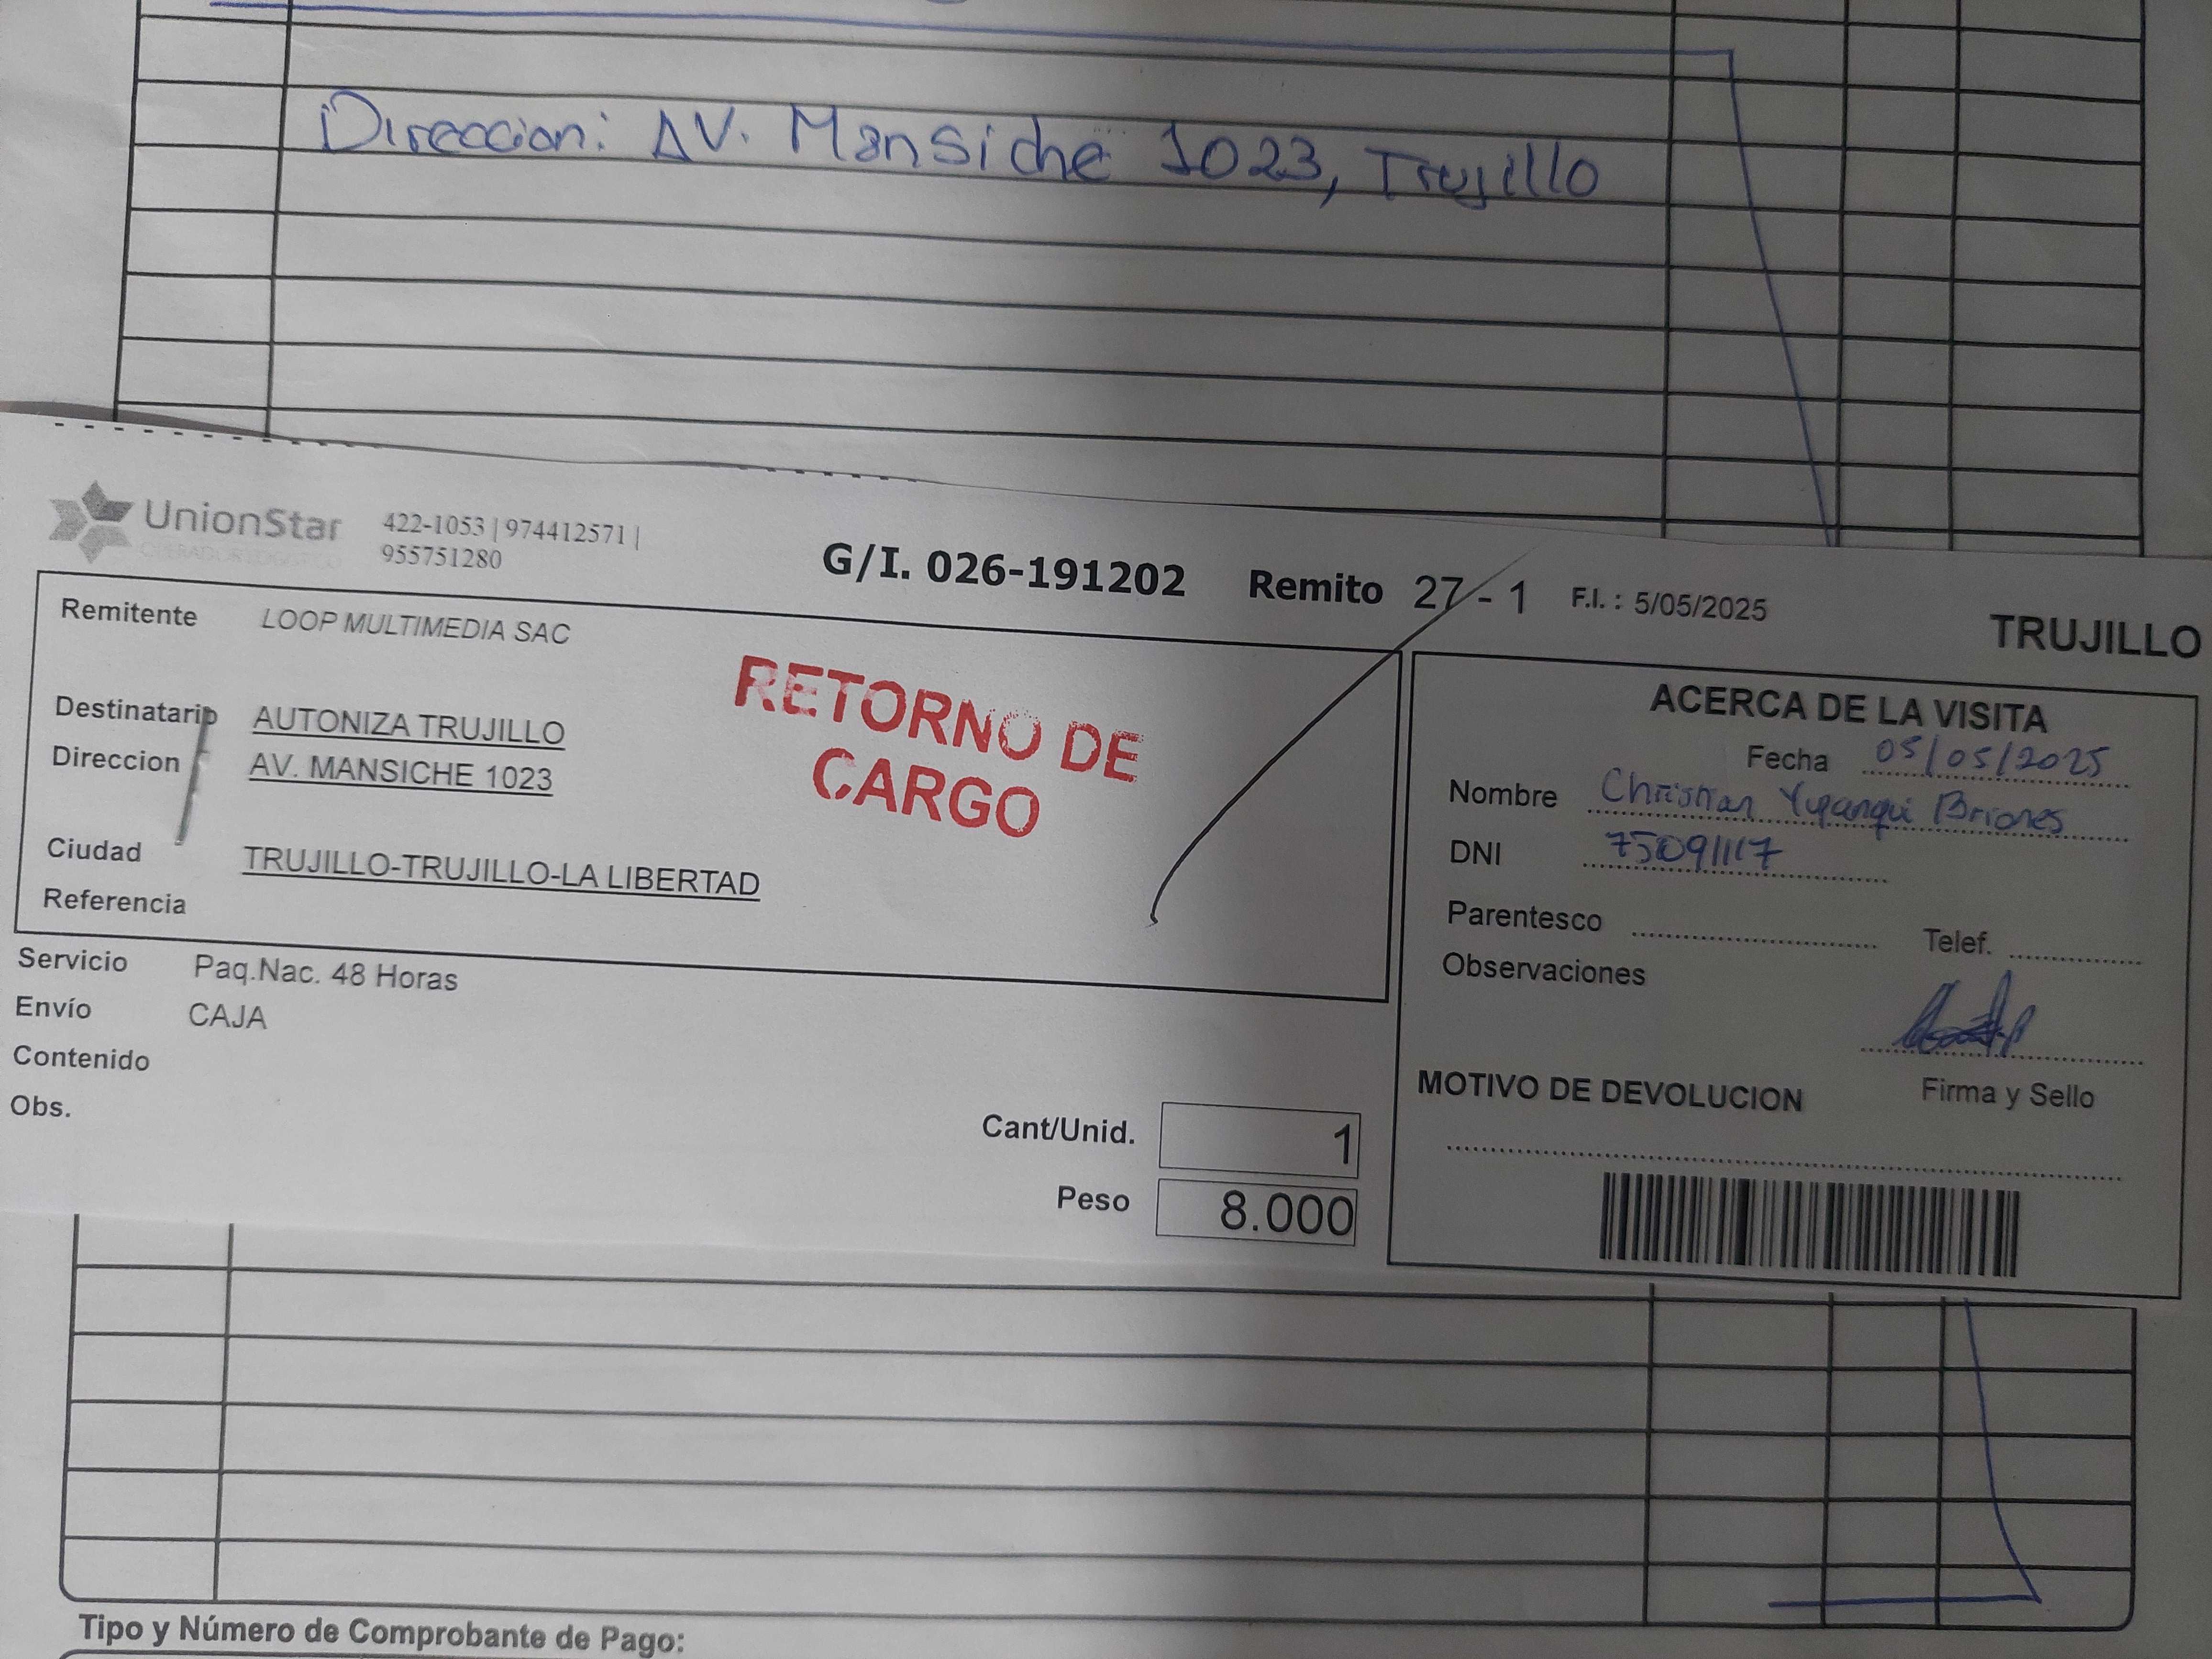 Direccion: AV. Mansiche 1023, Trujillo
UnionStar
OPERADOR LOGISTICO
422-1053 | 974412571 |
955751280
G/I. 026-191202 Remito 27 - 1 F.I. : 5/05/2025
TRUJILLO
Remitente LOOP MULTIMEDIA SAC
Destinatario AUTONIZA TRUJILLO
Direccion AV. MANSICHE 1023
Ciudad TRUJILLO-TRUJILLO-LA LIBERTAD
Referencia
RETORNO DE
CARGO
Servicio Paq.Nac. 48 Horas
Envío CAJA
Contenido
Obs.
Cant/Unid. 1
Peso 8.000
ACERCA DE LA VISITA
Fecha 05/05/2025
Nombre Christian Yupanqui Briones
DNI 75091117
Parentesco Telef.
Observaciones
Firma y Sello
MOTIVO DE DEVOLUCION
Tipo y Número de Comprobante de Pago: